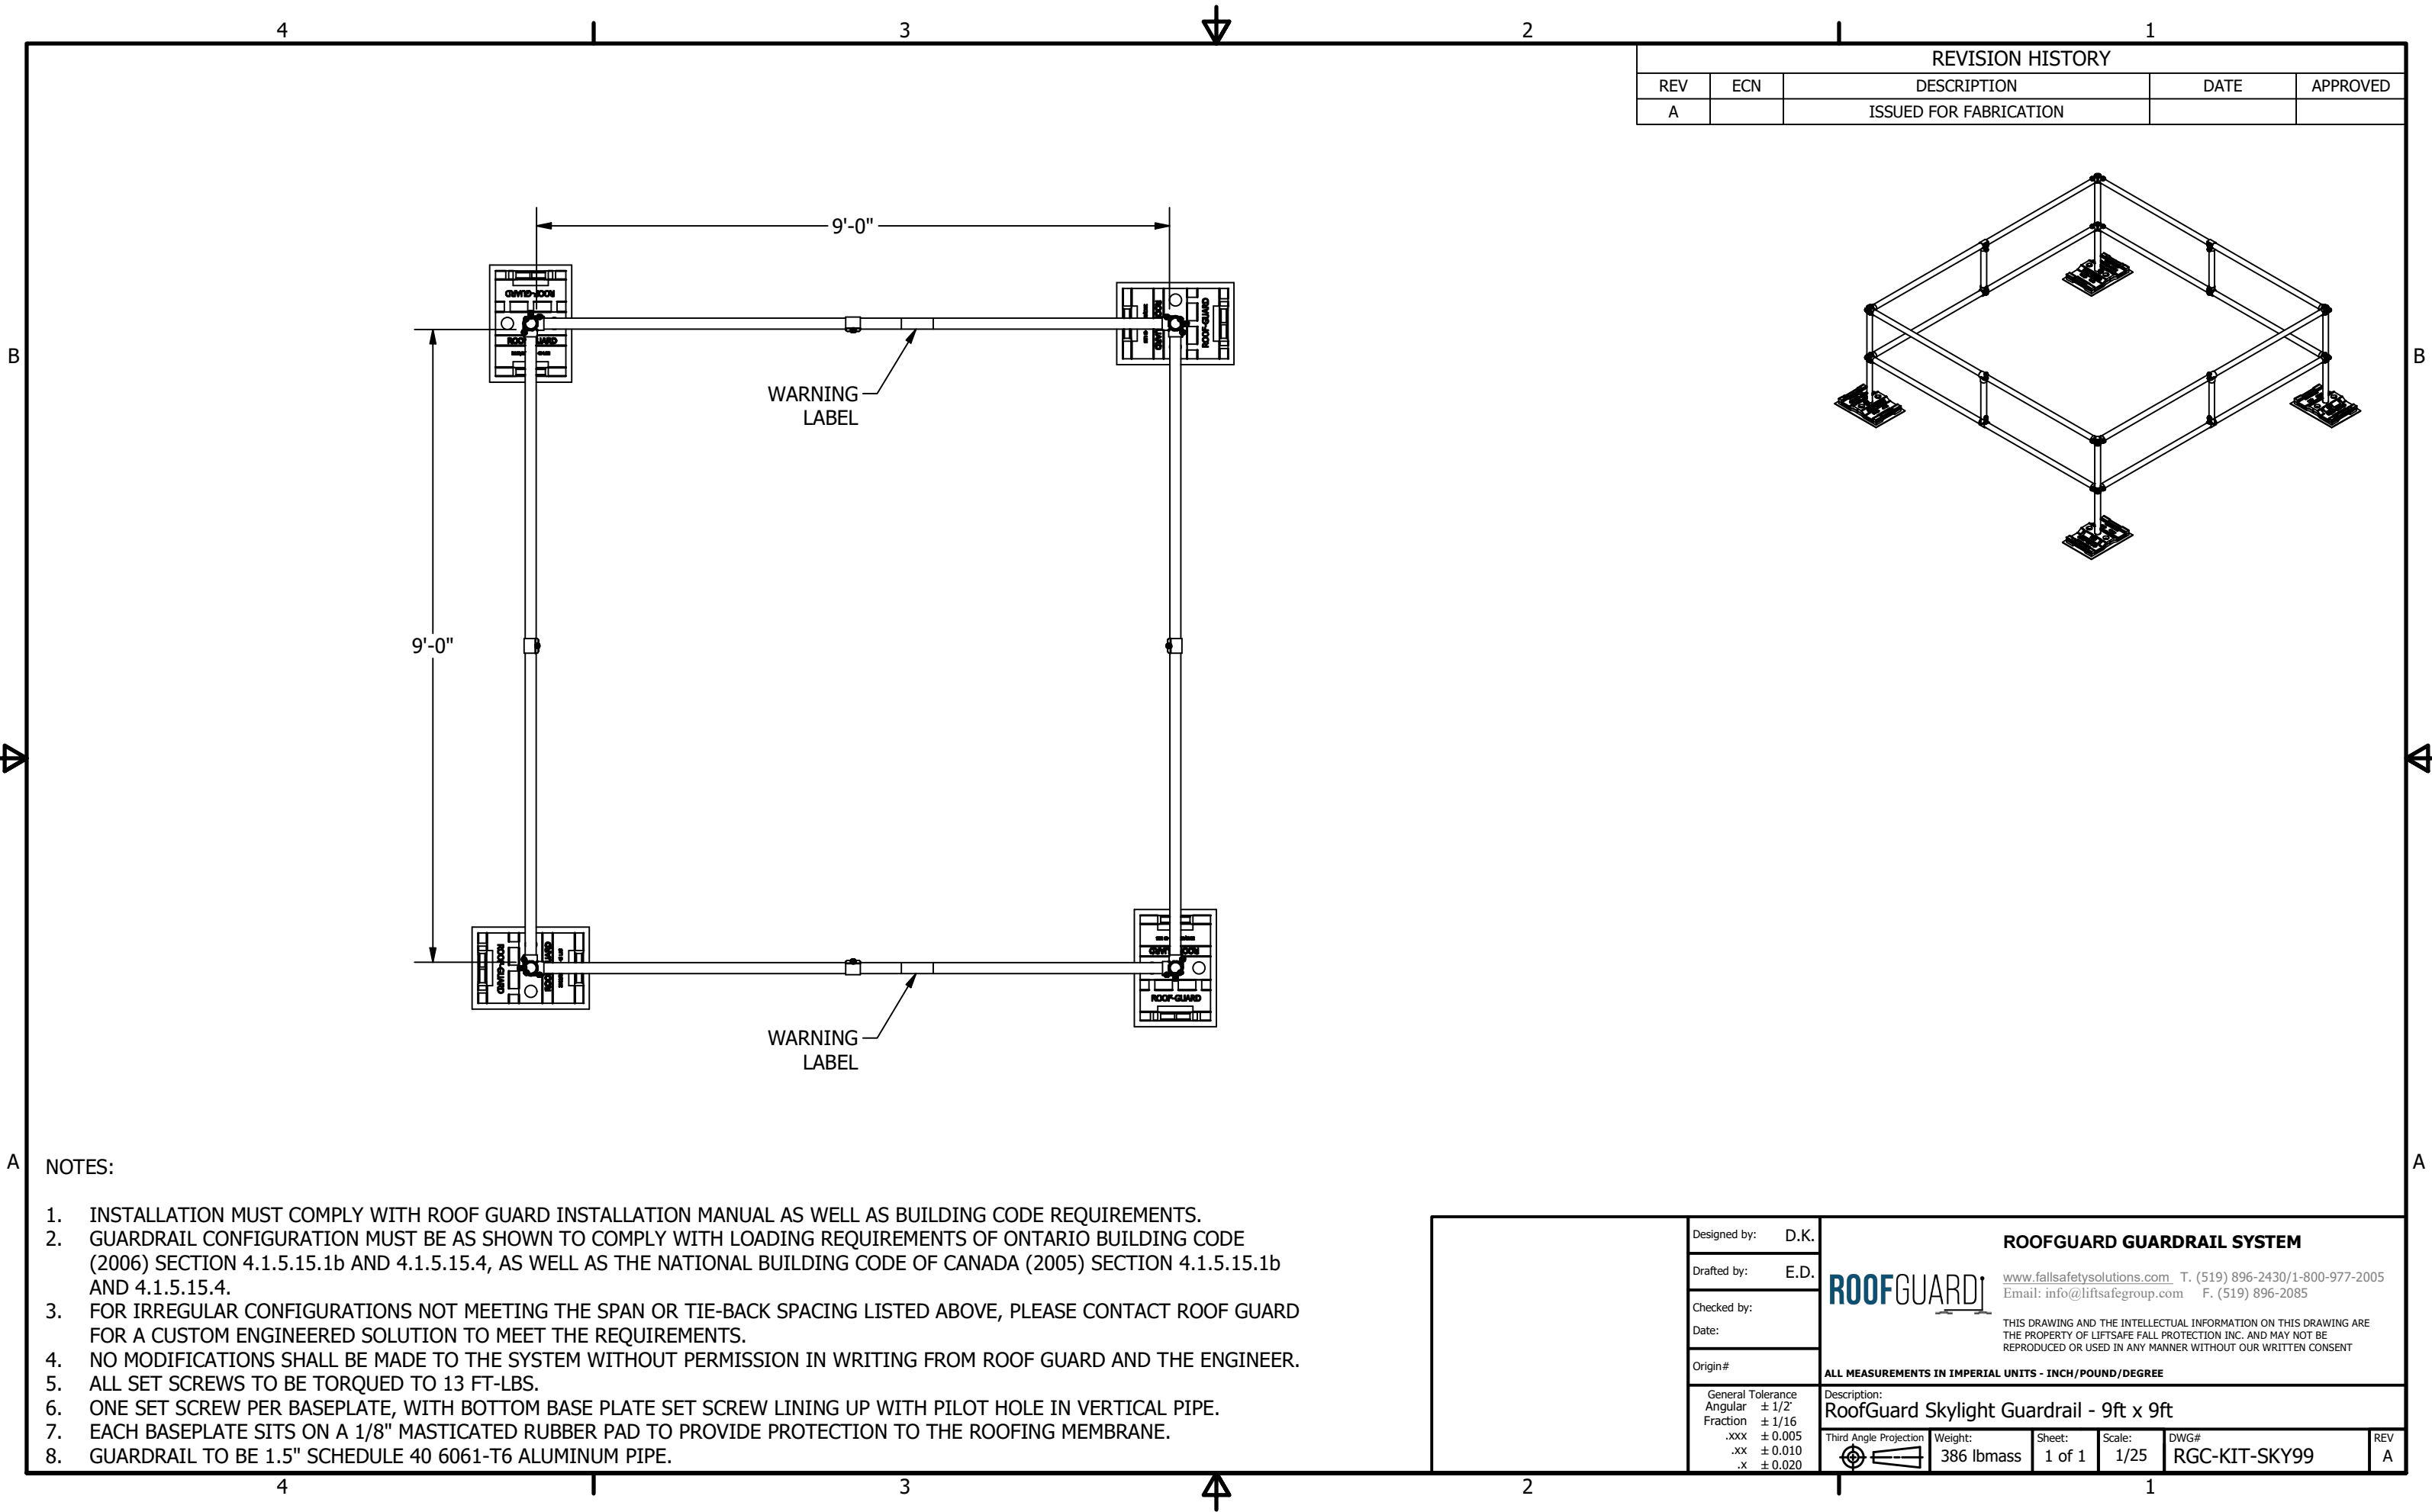 4 3 2 1
REVISION HISTORY
REV ECN DESCRIPTION DATE APPROVED
A ISSUED FOR FABRICATION
9'-0"
ROOF-GUARD
ROOF-GUARD
B B
WARNING
LABEL
9'-0"
ROOF-GUARD
ROOF-GUARD
WARNING
LABEL
A A
NOTES:
1. INSTALLATION MUST COMPLY WITH ROOF GUARD INSTALLATION MANUAL AS WELL AS BUILDING CODE REQUIREMENTS.
2. GUARDRAIL CONFIGURATION MUST BE AS SHOWN TO COMPLY WITH LOADING REQUIREMENTS OF ONTARIO BUILDING CODE
(2006) SECTION 4.1.5.15.1b AND 4.1.5.15.4, AS WELL AS THE NATIONAL BUILDING CODE OF CANADA (2005) SECTION 4.1.5.15.1b
AND 4.1.5.15.4.
3. FOR IRREGULAR CONFIGURATIONS NOT MEETING THE SPAN OR TIE-BACK SPACING LISTED ABOVE, PLEASE CONTACT ROOF GUARD
FOR A CUSTOM ENGINEERED SOLUTION TO MEET THE REQUIREMENTS.
4. NO MODIFICATIONS SHALL BE MADE TO THE SYSTEM WITHOUT PERMISSION IN WRITING FROM ROOF GUARD AND THE ENGINEER.
5. ALL SET SCREWS TO BE TORQUED TO 13 FT-LBS.
6. ONE SET SCREW PER BASEPLATE, WITH BOTTOM BASE PLATE SET SCREW LINING UP WITH PILOT HOLE IN VERTICAL PIPE.
7. EACH BASEPLATE SITS ON A 1/8" MASTICATED RUBBER PAD TO PROVIDE PROTECTION TO THE ROOFING MEMBRANE.
8. GUARDRAIL TO BE 1.5" SCHEDULE 40 6061-T6 ALUMINUM PIPE.
Designed by: D.K.
Drafted by: E.D.
Checked by:
Date:
Origin#
General Tolerance
Angular ± 1/2°
Fraction ± 1/16
.xxx ± 0.005
.xx ± 0.010
.x ± 0.020
ROOFGUARD
ROOFGUARD GUARDRAIL SYSTEM
www.fallsafetysolutions.com T. (519) 896-2430/1-800-977-2005
Email: info@liftsafegroup.com F. (519) 896-2085
THIS DRAWING AND THE INTELLECTUAL INFORMATION ON THIS DRAWING ARE
THE PROPERTY OF LIFTSAFE FALL PROTECTION INC. AND MAY NOT BE
REPRODUCED OR USED IN ANY MANNER WITHOUT OUR WRITTEN CONSENT
ALL MEASUREMENTS IN IMPERIAL UNITS - INCH/POUND/DEGREE
Description:
RoofGuard Skylight Guardrail - 9ft x 9ft
Third Angle Projection Weight: Sheet: Scale: DWG# REV
386 lbmass 1 of 1 1/25 RGC-KIT-SKY99 A
4 3 2 1